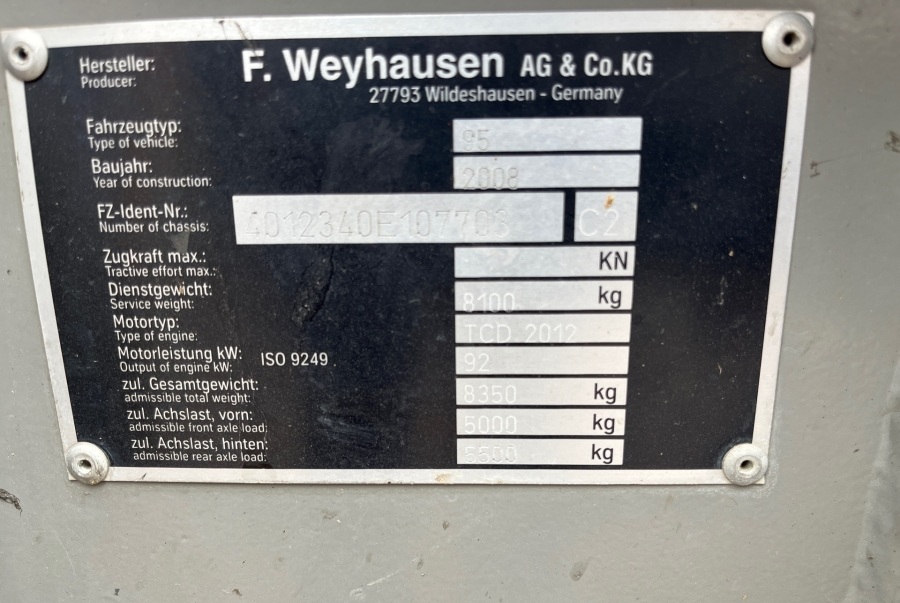 Hersteller: F. Weyhausen AG & Co.KG
Producer: 27793 Wildeshausen - Germany
Fahrzeugtyp: 95
Type of vehicle:
Baujahr: 2008
Year of construction:
FZ-Ident-Nr.: C2
Number of chassis:
Zugkraft max.: KN
Tractive effort max.:
Dienstgewicht: 8100 kg
Service weight:
Motortyp: TCD 2012
Type of engine:
Motorleistung kW: ISO 9249 92
Output of engine kW:
zul. Gesamtgewicht: 8350 kg
admissible total weight:
zul. Achslast, vorn: 5000 kg
admissible front axle load:
zul. Achslast, hinten: kg
admissible rear axle load: